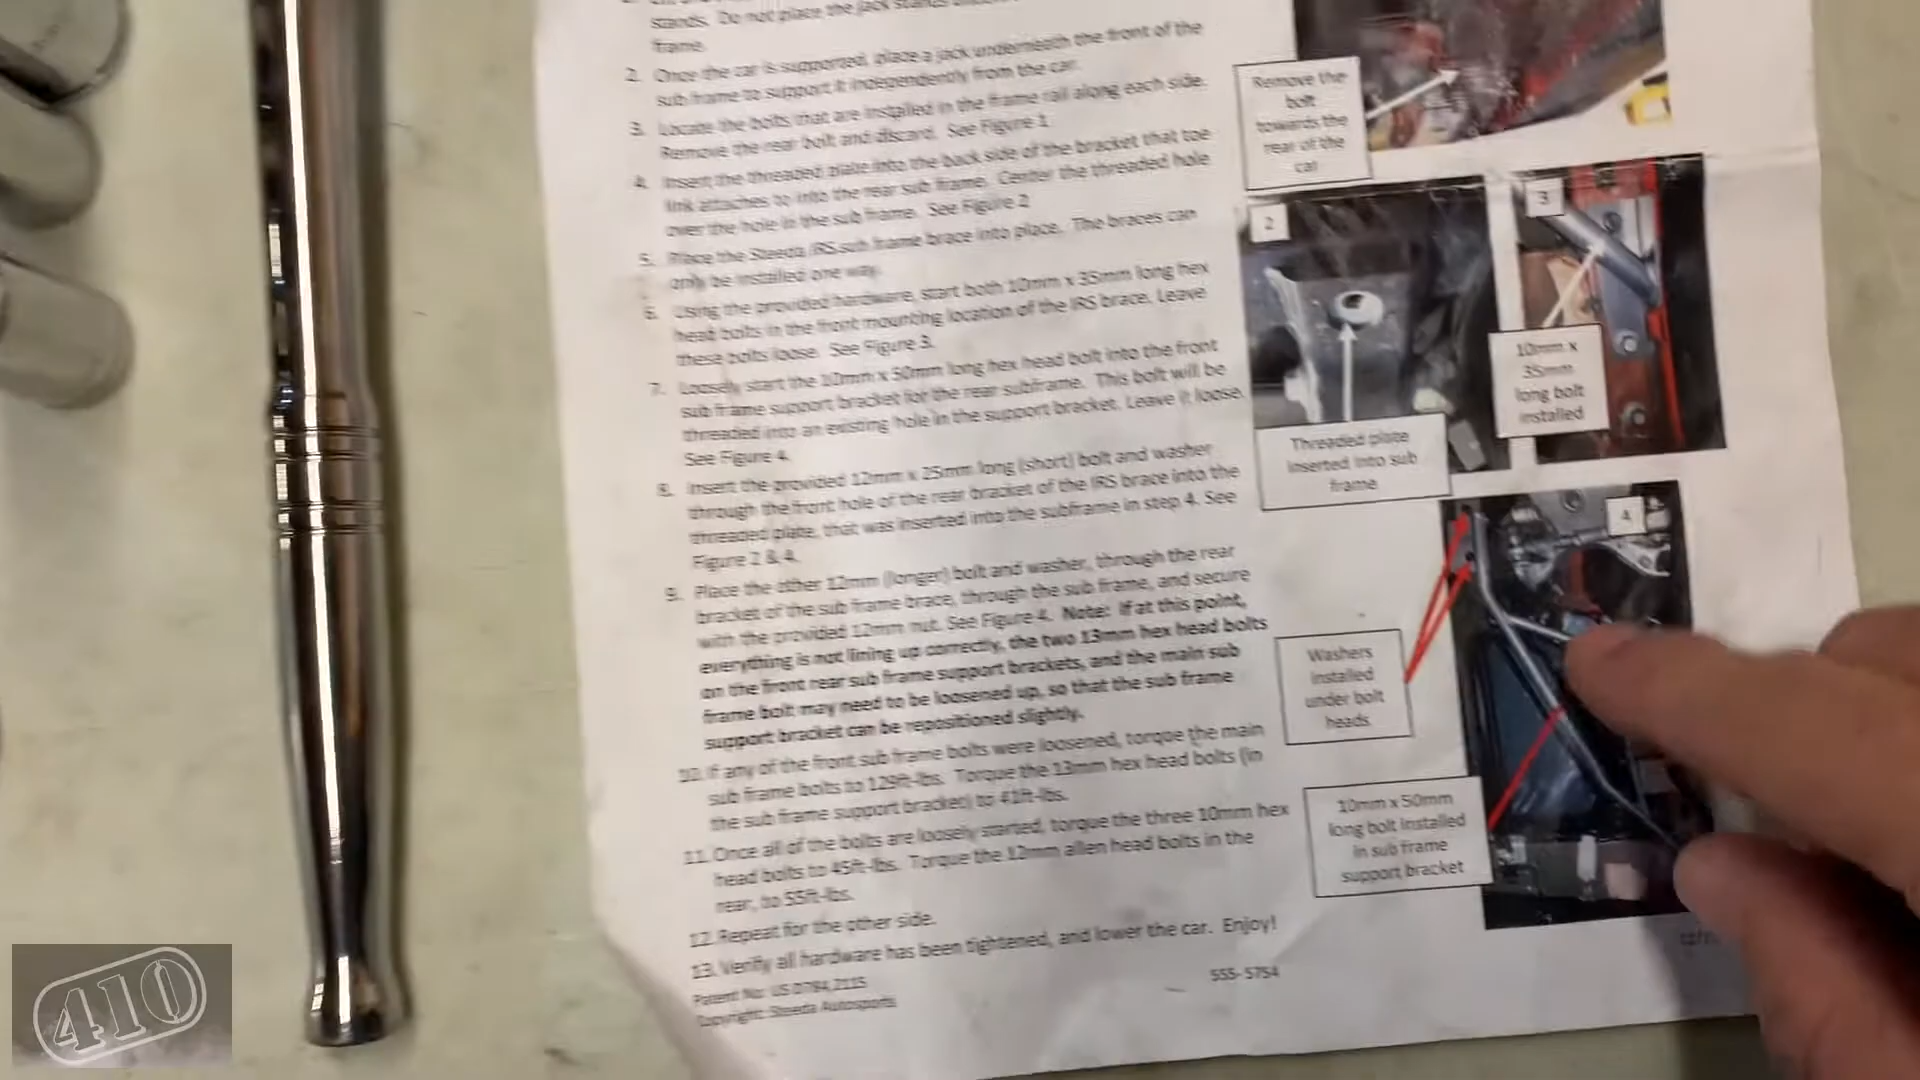 stands. Do not place the jack stands
frame.
2. Once the car is supported, place a jack underneath the front of the
sub frame to support it independently from the car.
3. Locate the bolts that are installed in the frame rail along each side.
Remove the rear bolt and discard. See Figure 1
4. Insert the threaded plate into the back side of the bracket that toe
link attaches to into the rear sub frame. Center the threaded hole
over the hole in the sub frame. See Figure 2
5. Place the Steeda IRS sub frame brace into place. The braces can
only be installed one way.
6. Using the provided hardware, start both 10mm x 35mm long hex
head bolts in the front mounting location of the IRS brace. Leave
these bolts loose. See Figure 3.
7. Loosely start the 10mm x 50mm long hex head bolt into the front
sub frame support bracket for the rear subframe. This bolt will be
threaded into an existing hole in the support bracket. Leave it loose.
See Figure 4.
8. Insert the provided 12mm x 25mm long (short) bolt and washer
through the front hole of the rear bracket of the IRS brace into the
threaded plate, that was inserted into the subframe in step 4. See
Figure 2 & 4.
9. Place the other 12mm (longer) bolt and washer, through the rear
bracket of the sub frame brace, through the sub frame, and secure
with the provided 12mm nut. See Figure 4. Note: If at this point,
everything is not lining up correctly, the two 13mm hex head bolts
on the front rear sub frame support brackets, and the main sub
frame bolt may need to be loosened up, so that the sub frame
support bracket can be repositioned slightly.
10. If any of the front sub frame bolts were loosened, torque the main
sub frame bolts to 129ft-lbs. Torque the 13mm hex head bolts (in
the sub frame support bracket) to 41ft-lbs.
11. Once all of the bolts are loosely started, torque the three 10mm hex
head bolts to 45ft-lbs. Torque the 12mm allen head bolts in the
rear, to 55ft-lbs.
12. Repeat for the other side.
13. Verify all hardware has been tightened, and lower the car. Enjoy!
Patent No: US D784,211S
Copyright: Steeda Autosports
555-5754
Remove the
bolt
towards the
rear of the
car
2
3
10mm x
35mm
long bolt
installed
Threaded plate
inserted into sub
frame
4
Washers
installed
under bolt
heads
10mm x 50mm
long bolt installed
in sub frame
support bracket
410